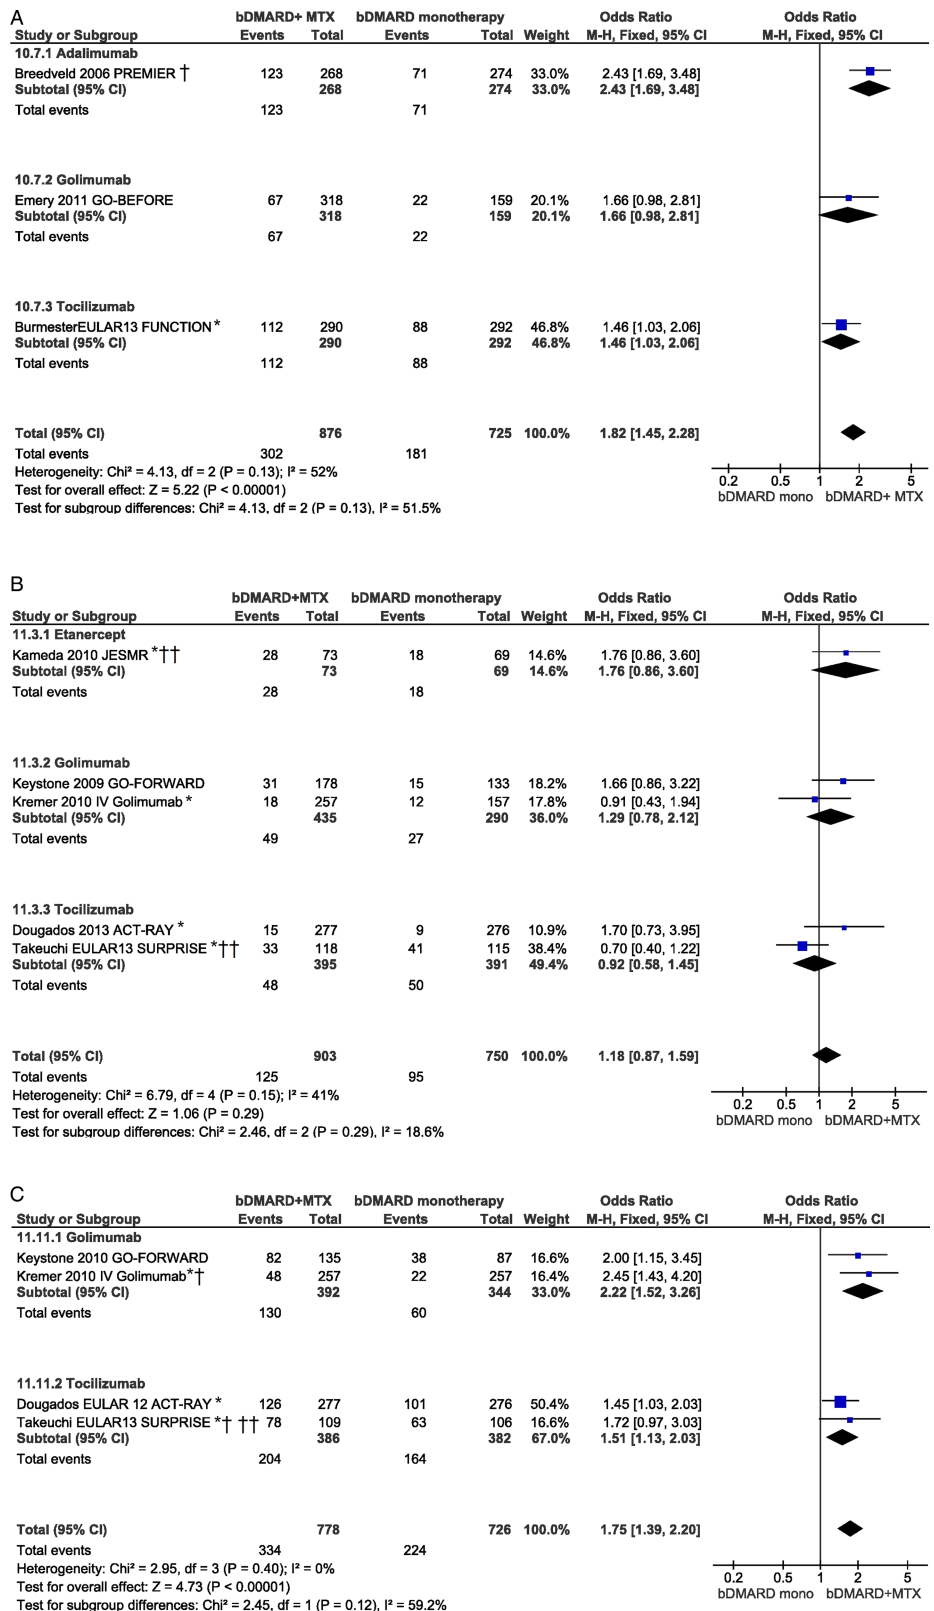 A
bDMARD+ MTX bDMARD monotherapy Odds Ratio Odds Ratio
Study or Subgroup Events Total Events Total Weight M-H, Fixed, 95% CI M-H, Fixed, 95% CI
10.7.1 Adalimumab
Breedveld 2006 PREMIER † 123 268 71 274 33.0% 2.43 [1.69, 3.48]
Subtotal (95% CI) 268 274 33.0% 2.43 [1.69, 3.48]
Total events 123 71
10.7.2 Golimumab
Emery 2011 GO-BEFORE 67 318 22 159 20.1% 1.66 [0.98, 2.81]
Subtotal (95% CI) 318 159 20.1% 1.66 [0.98, 2.81]
Total events 67 22
10.7.3 Tocilizumab
BurmesterEULAR13 FUNCTION * 112 290 88 292 46.8% 1.46 [1.03, 2.06]
Subtotal (95% CI) 290 292 46.8% 1.46 [1.03, 2.06]
Total events 112 88
Total (95% CI) 876 725 100.0% 1.82 [1.45, 2.28]
Total events 302 181
Heterogeneity: Chi² = 4.13, df = 2 (P = 0.13); I² = 52%
Test for overall effect: Z = 5.22 (P < 0.00001)
Test for subgroup differences: Chi² = 4.13, df = 2 (P = 0.13), I² = 51.5%
0.2 0.5 1 2 5
bDMARD mono bDMARD+ MTX
B
bDMARD+MTX bDMARD monotherapy Odds Ratio Odds Ratio
Study or Subgroup Events Total Events Total Weight M-H, Fixed, 95% CI M-H, Fixed, 95% CI
11.3.1 Etanercept
Kameda 2010 JESMR *†† 28 73 18 69 14.6% 1.76 [0.86, 3.60]
Subtotal (95% CI) 73 69 14.6% 1.76 [0.86, 3.60]
Total events 28 18
11.3.2 Golimumab
Keystone 2009 GO-FORWARD 31 178 15 133 18.2% 1.66 [0.86, 3.22]
Kremer 2010 IV Golimumab * 18 257 12 157 17.8% 0.91 [0.43, 1.94]
Subtotal (95% CI) 435 290 36.0% 1.29 [0.78, 2.12]
Total events 49 27
11.3.3 Tocilizumab
Dougados 2013 ACT-RAY * 15 277 9 276 10.9% 1.70 [0.73, 3.95]
Takeuchi EULAR13 SURPRISE *†† 33 118 41 115 38.4% 0.70 [0.40, 1.22]
Subtotal (95% CI) 395 391 49.4% 0.92 [0.58, 1.45]
Total events 48 50
Total (95% CI) 903 750 100.0% 1.18 [0.87, 1.59]
Total events 125 95
Heterogeneity: Chi² = 6.79, df = 4 (P = 0.15); I² = 41%
Test for overall effect: Z = 1.06 (P = 0.29)
Test for subgroup differences: Chi² = 2.46, df = 2 (P = 0.29), I² = 18.6%
0.2 0.5 1 2 5
bDMARD mono bDMARD+MTX
C
bDMARD+MTX bDMARD monotherapy Odds Ratio Odds Ratio
Study or Subgroup Events Total Events Total Weight M-H, Fixed, 95% CI M-H, Fixed, 95% CI
11.11.1 Golimumab
Keystone 2010 GO-FORWARD 82 135 38 87 16.6% 2.00 [1.15, 3.45]
Kremer 2010 IV Golimumab*† 48 257 22 257 16.4% 2.45 [1.43, 4.20]
Subtotal (95% CI) 392 344 33.0% 2.22 [1.52, 3.26]
Total events 130 60
11.11.2 Tocilizumab
Dougados EULAR 12 ACT-RAY * 126 277 101 276 50.4% 1.45 [1.03, 2.03]
Takeuchi EULAR13 SURPRISE *† †† 78 109 63 106 16.6% 1.72 [0.97, 3.03]
Subtotal (95% CI) 386 382 67.0% 1.51 [1.13, 2.03]
Total events 204 164
Total (95% CI) 778 726 100.0% 1.75 [1.39, 2.20]
Total events 334 224
Heterogeneity: Chi² = 2.95, df = 3 (P = 0.40); I² = 0%
Test for overall effect: Z = 4.73 (P < 0.00001)
Test for subgroup differences: Chi² = 2.45, df = 1 (P = 0.12), I² = 59.2%
0.2 0.5 1 2 5
bDMARD mono bDMARD+MTX